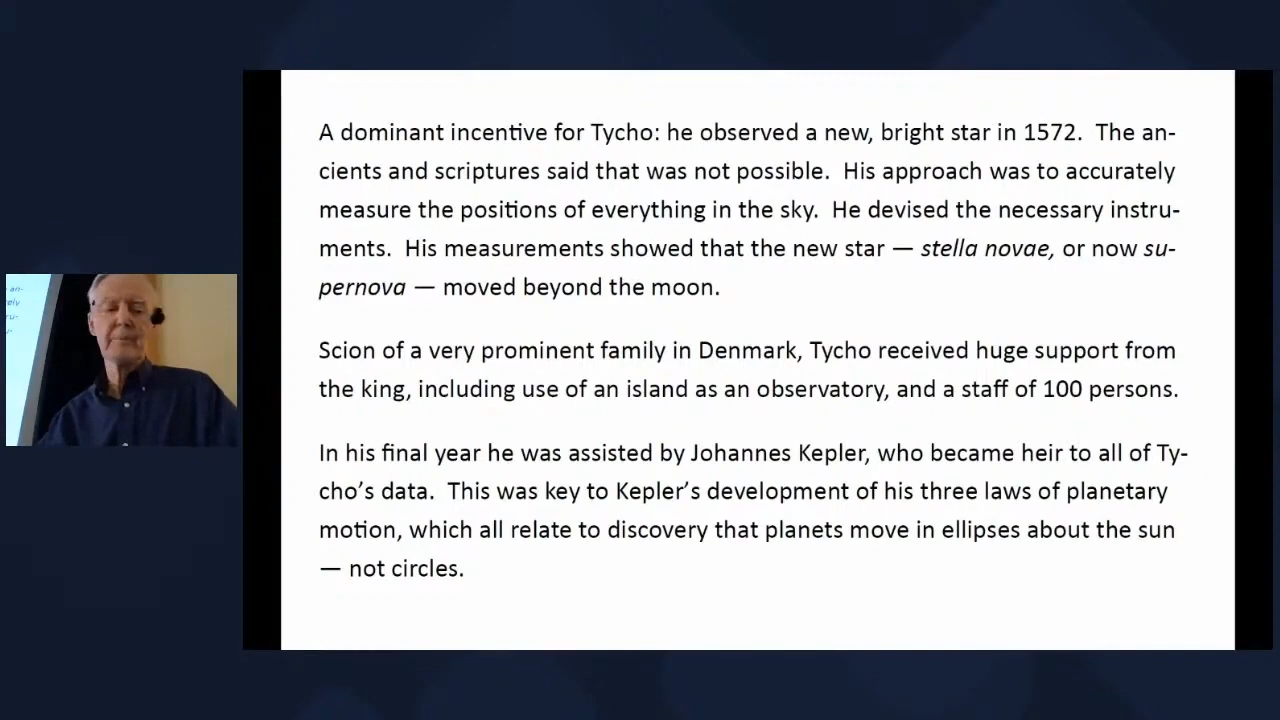 A dominant incentive for Tycho: he observed a new, bright star in 1572. The an-
cients and scriptures said that was not possible. His approach was to accurately
measure the positions of everything in the sky. He devised the necessary instru-
ments. His measurements showed that the new star — stella novae, or now su-
pernova — moved beyond the moon.
Scion of a very prominent family in Denmark, Tycho received huge support from
the king, including use of an island as an observatory, and a staff of 100 persons.
In his final year he was assisted by Johannes Kepler, who became heir to all of Ty-
cho’s data. This was key to Kepler’s development of his three laws of planetary
motion, which all relate to discovery that planets move in ellipses about the sun
— not circles.
an-
ely
ru-